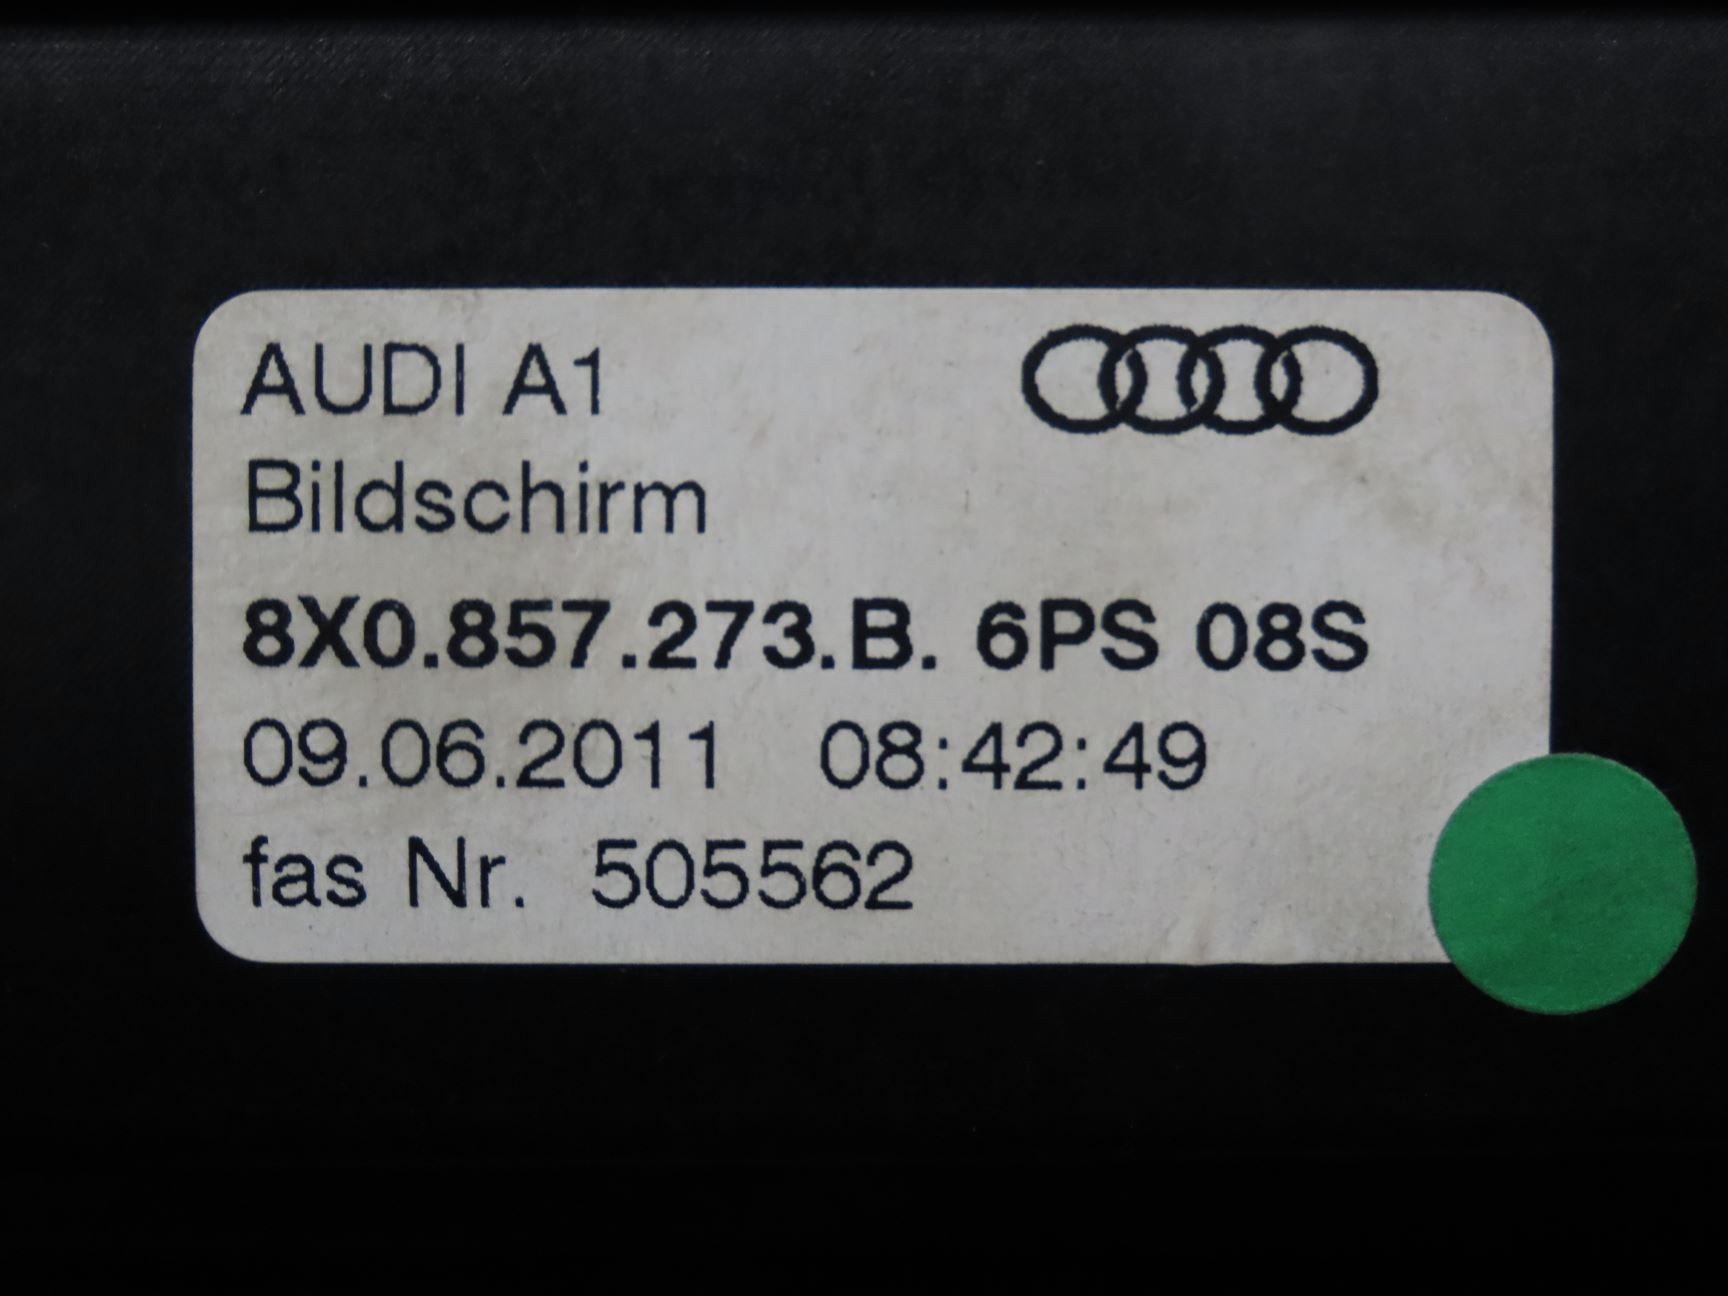 AUDI A1
Bildschirm
8X0.857.273.B. 6PS 08S
09.06.2011 08:42:49
fas Nr. 505562